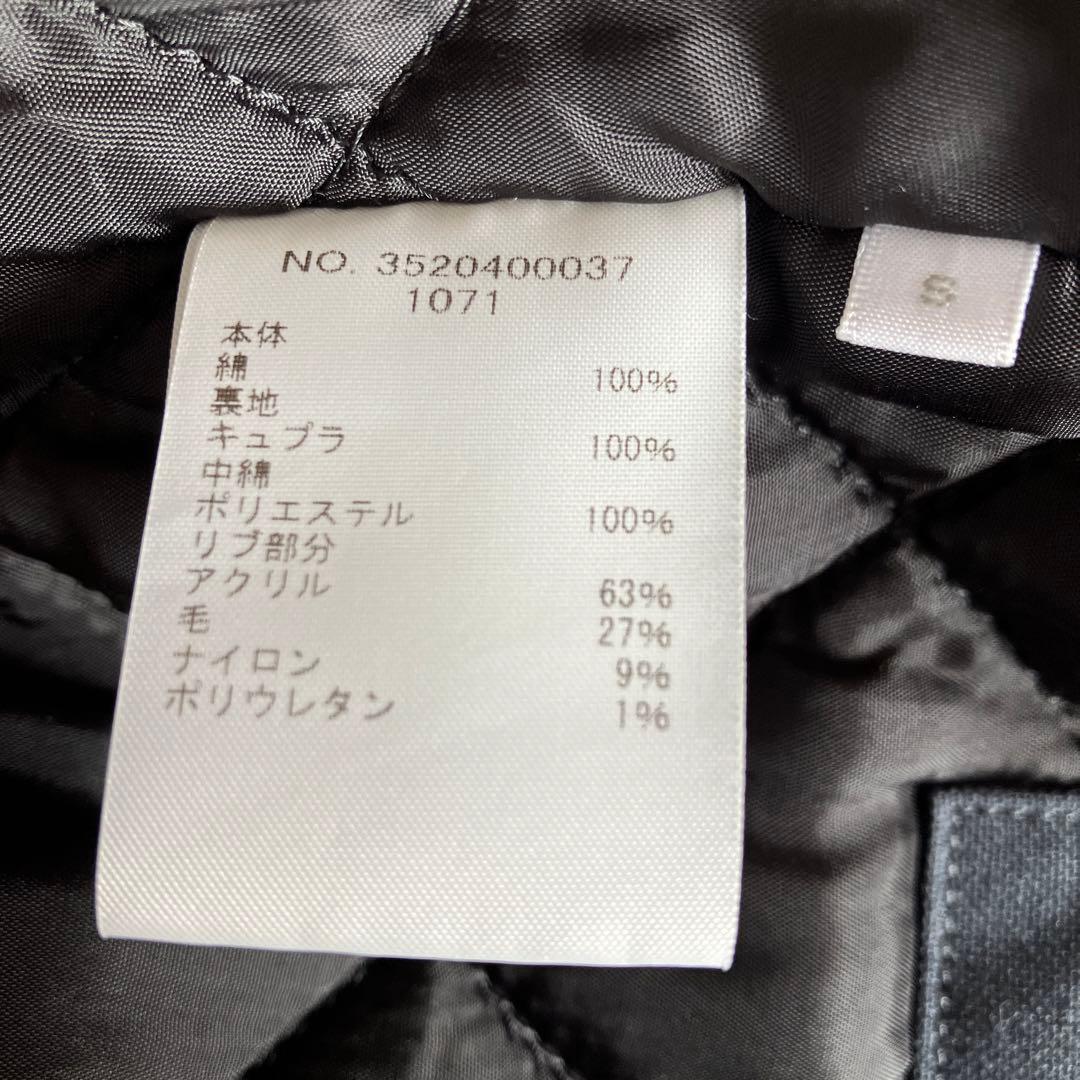 NO. 3520400037
1071
本体
綿 100%
裏地
キュプラ 100%
中綿
ポリエステル 100%
リブ部分
アクリル 63%
毛 27%
ナイロン 9%
ポリウレタン 1%
S